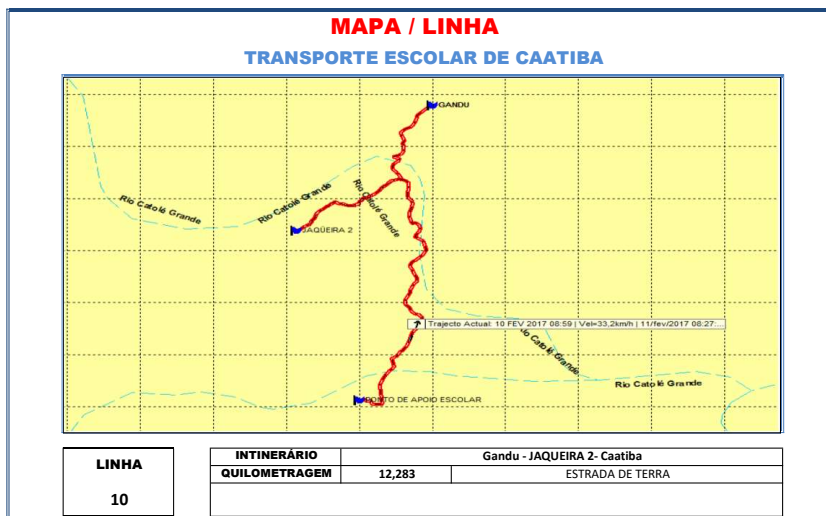 MAPA / LINHA
TRANSPORTE ESCOLAR DE CAATIBA
GANDU
Rio Catolé Grande
Rio Catolé Grande
Rio Catolé Grande
JAQUEIRA 2
Trajecto Actual: 10 FEV 2017 08:59 | Vel=33,2km/h | 11/fev/2017 08:27:...
Rio Catolé Grande
Rio Catolé Grande
PONTO DE APOIO ESCOLAR
LINHA
10
INTINERÁRIO Gandu - JAQUEIRA 2- Caatiba
QUILOMETRAGEM 12,283 ESTRADA DE TERRA